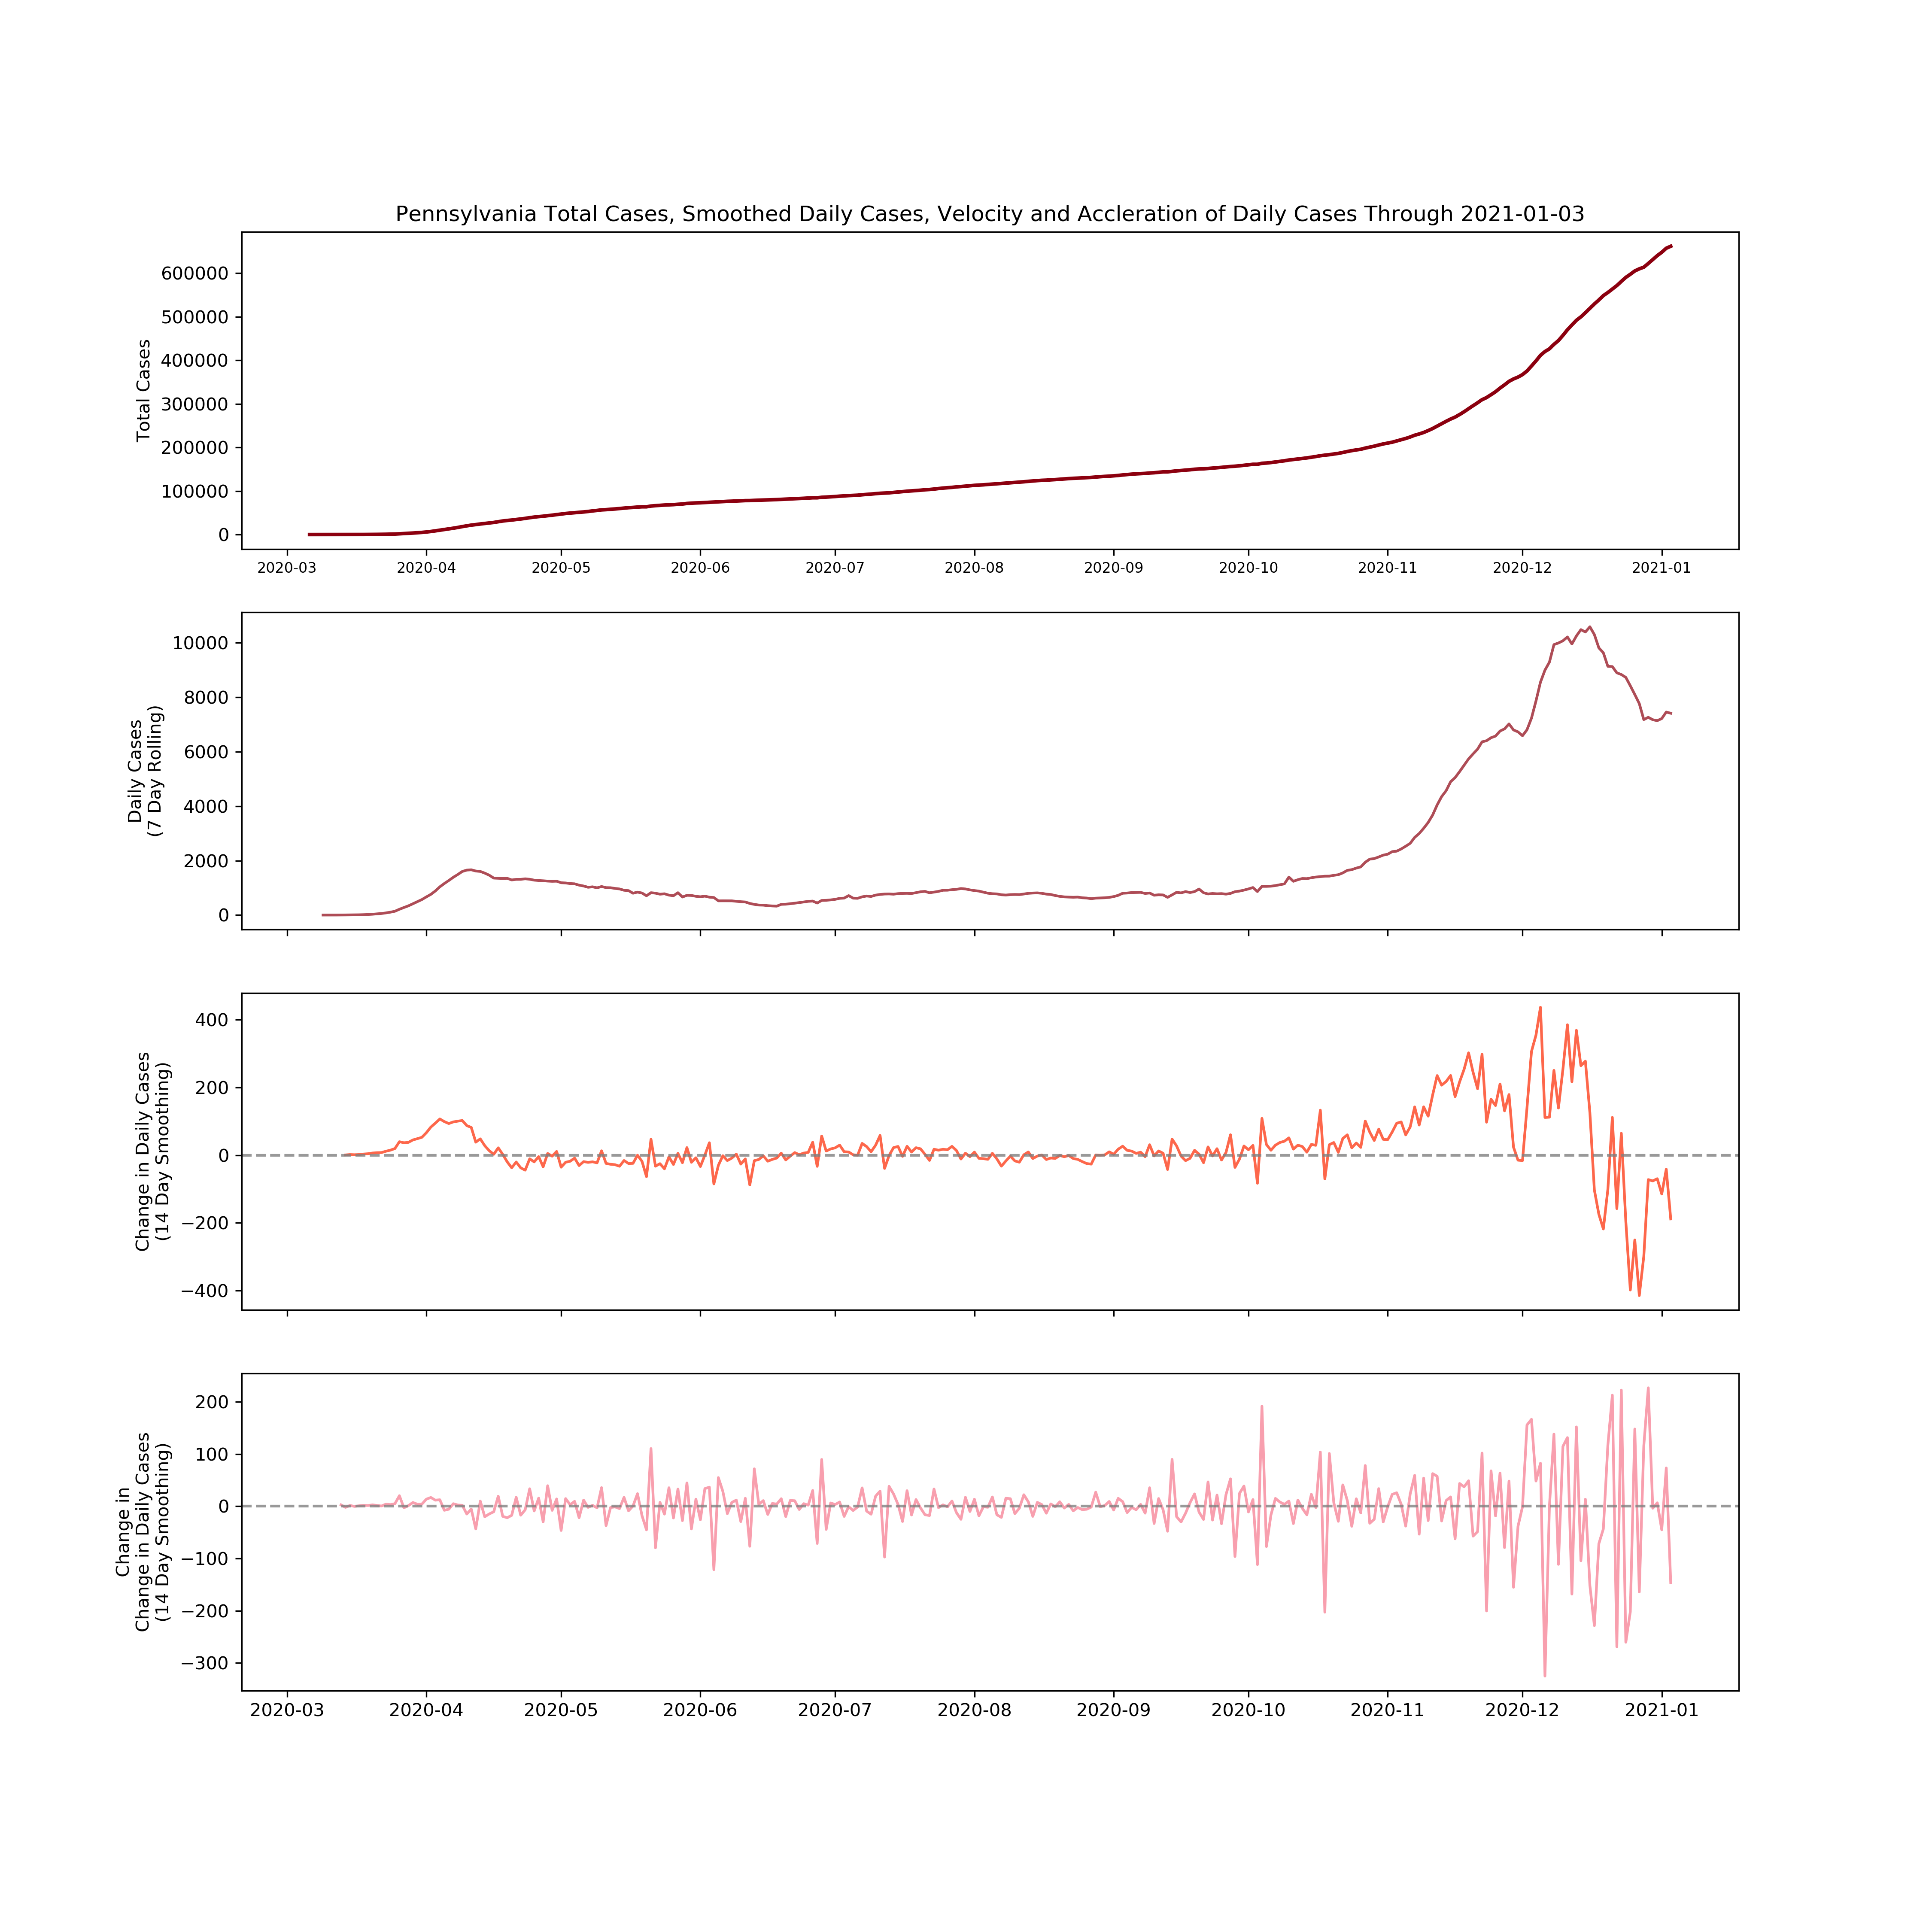 Pennsylvania Total Cases, Smoothed Daily Cases, Velocity and Accleration of Daily Cases Through 2021-01-03
Total Cases
600000
500000
400000
300000
200000
100000
0
2020-03 2020-04 2020-05 2020-06 2020-07 2020-08 2020-09 2020-10 2020-11 2020-12 2021-01
Daily Cases
(7 Day Rolling)
10000
8000
6000
4000
2000
0
Change in Daily Cases
(14 Day Smoothing)
400
200
0
−200
−400
Change in
Change in Daily Cases
(14 Day Smoothing)
200
100
0
−100
−200
−300
2020-03 2020-04 2020-05 2020-06 2020-07 2020-08 2020-09 2020-10 2020-11 2020-12 2021-01